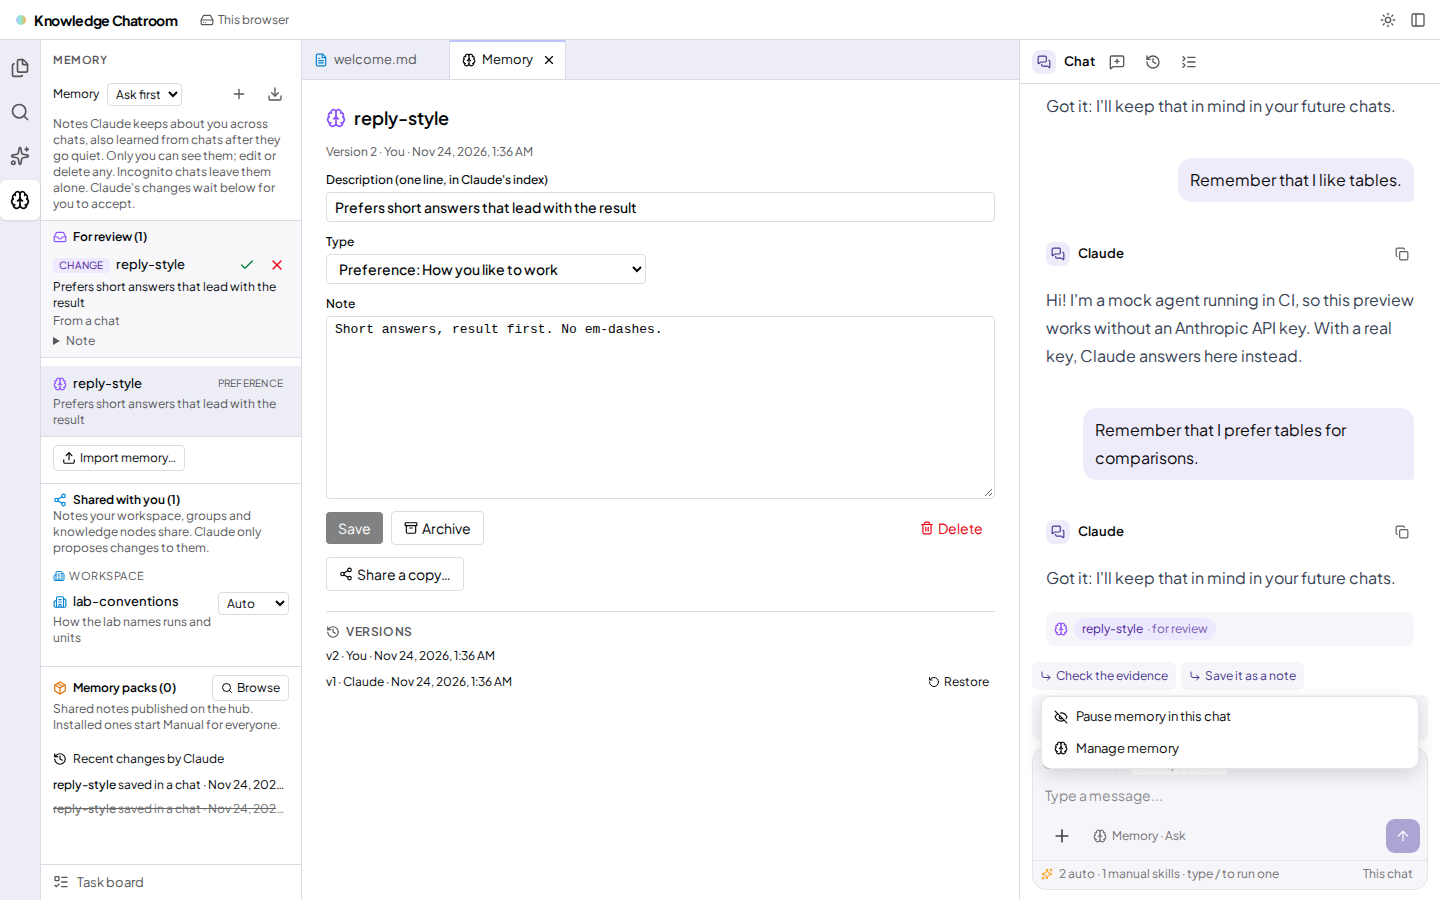 Knowledge Chatroom
This browser
MEMORY
Memory
Ask first
Notes Claude keeps about you across
chats, also learned from chats after they
go quiet. Only you can see them; edit or
delete any. Incognito chats leave them
alone. Claude's changes wait below for
you to accept.
For review (1)
CHANGE reply-style
Prefers short answers that lead with the
result
From a chat
Note
reply-style PREFERENCE
Prefers short answers that lead with the
result
Import memory...
Shared with you (1)
Notes your workspace, groups and
knowledge nodes share. Claude only
proposes changes to them.
WORKSPACE
lab-conventions Auto
How the lab names runs and
units
Memory packs (0) Browse
Shared notes published on the hub.
Installed ones start Manual for everyone.
Recent changes by Claude
reply-style saved in a chat · Nov 24, 202...
reply-style saved in a chat · Nov 24, 202...
Task board
welcome.md
Memory
reply-style
Version 2 · You · Nov 24, 2026, 1:36 AM
Description (one line, in Claude's index)
Prefers short answers that lead with the result
Type
Preference: How you like to work
Note
Short answers, result first. No em-dashes.
Save
Archive
Delete
Share a copy...
VERSIONS
v2 · You · Nov 24, 2026, 1:36 AM
v1 · Claude · Nov 24, 2026, 1:36 AM
Restore
Chat
Got it: I'll keep that in mind in your future chats.
Remember that I like tables.
Claude
Hi! I'm a mock agent running in CI, so this preview
works without an Anthropic API key. With a real
key, Claude answers here instead.
Remember that I prefer tables for
comparisons.
Claude
Got it: I'll keep that in mind in your future chats.
reply-style · for review
Check the evidence
Save it as a note
Pause memory in this chat
Manage memory
Type a message...
Memory · Ask
2 auto · 1 manual skills · type / to run one
This chat